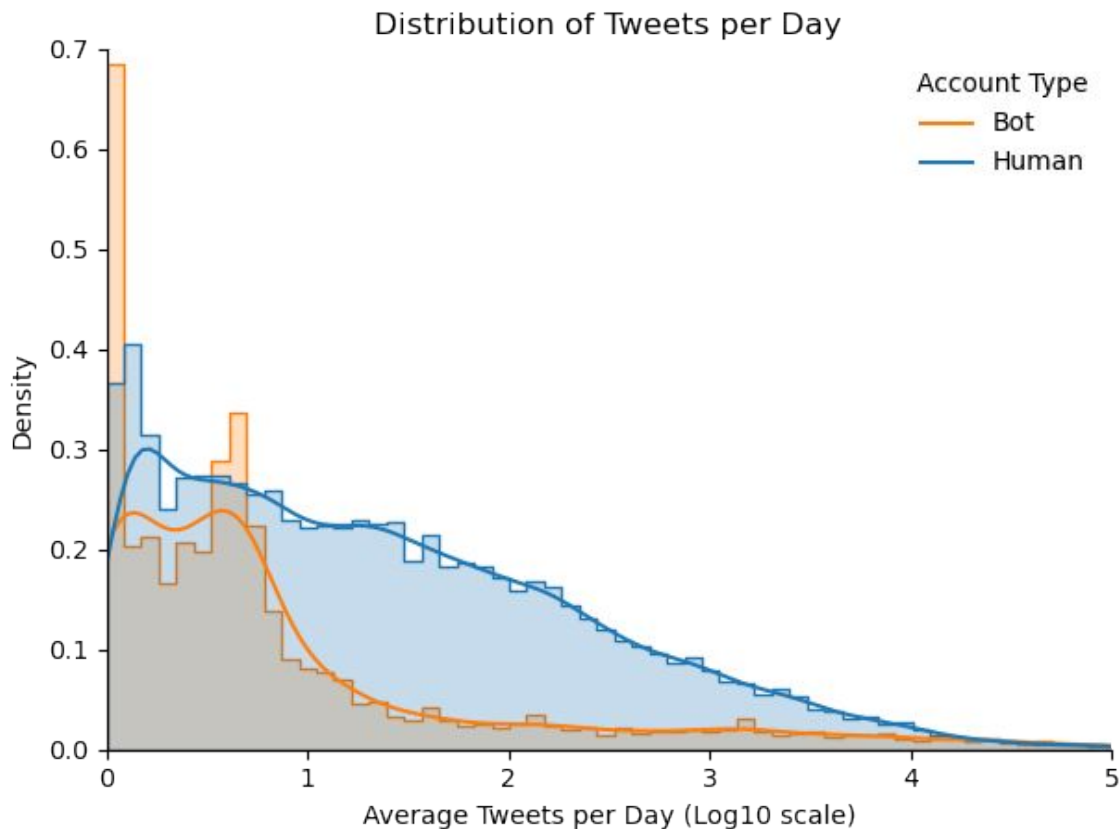 Distribution of Tweets per Day
0.7
0.6
0.5
0.4
0.3
0.2
0.1
0.0
Density
Account Type
Bot
Human
0 1 2 3 4 5
Average Tweets per Day (Log10 scale)